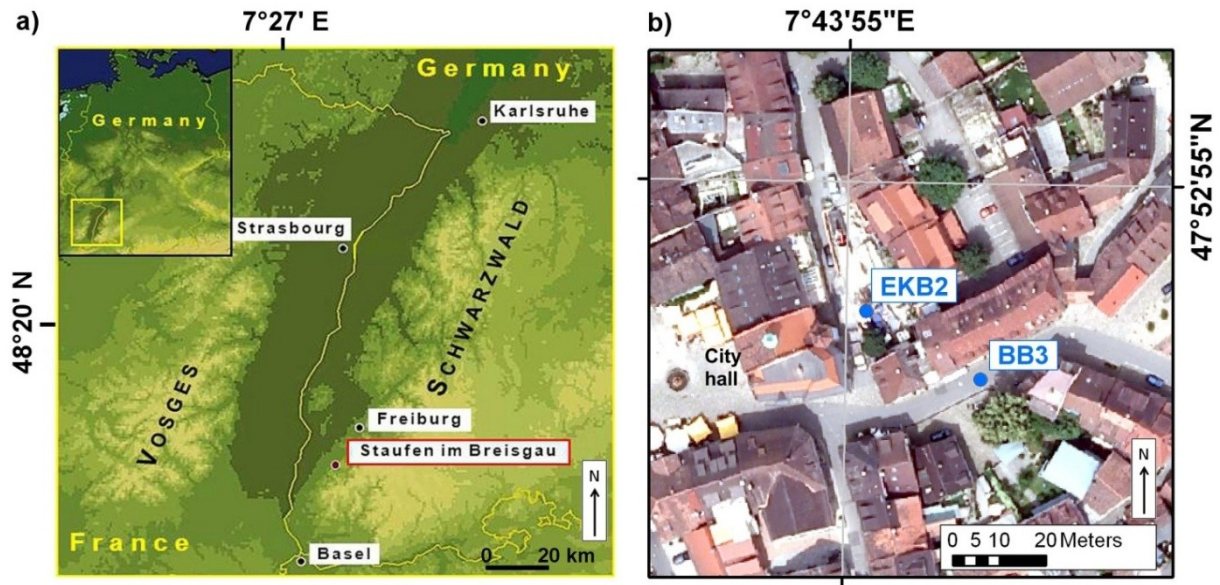 a)
7°27' E
Germany
Germany
Karlsruhe
Strasbourg
SCHWARZWALD
48°20' N
VOSGES
Freiburg
Staufen im Breisgau
N
France
Basel
0 20 km
b)
7°43'55"E
47°52'55"N
EKB2
BB3
City
hall
N
0 5 10 20 Meters